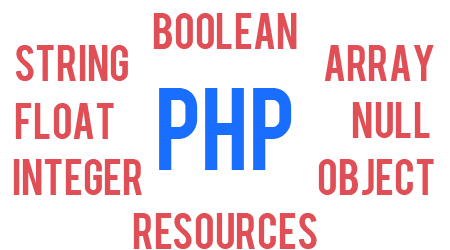 BOOLEAN
STRING
ARRAY
FLOAT
PHP
NULL
INTEGER
OBJECT
RESOURCES